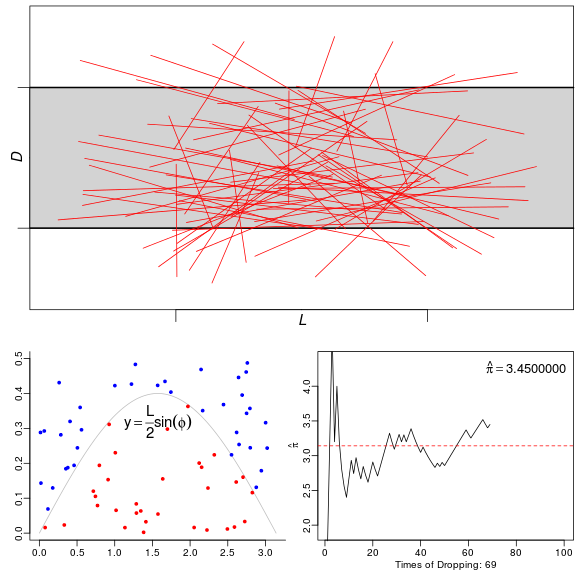 D
L
0.5
0.4
0.3
0.2
0.1
0.0
0.0 0.5 1.0 1.5 2.0 2.5 3.0
y = L/2 sin(ϕ)
π̂ = 3.4500000
π̂
4.0
3.5
3.0
2.5
2.0
0 20 40 60 80 100
Times of Dropping: 69